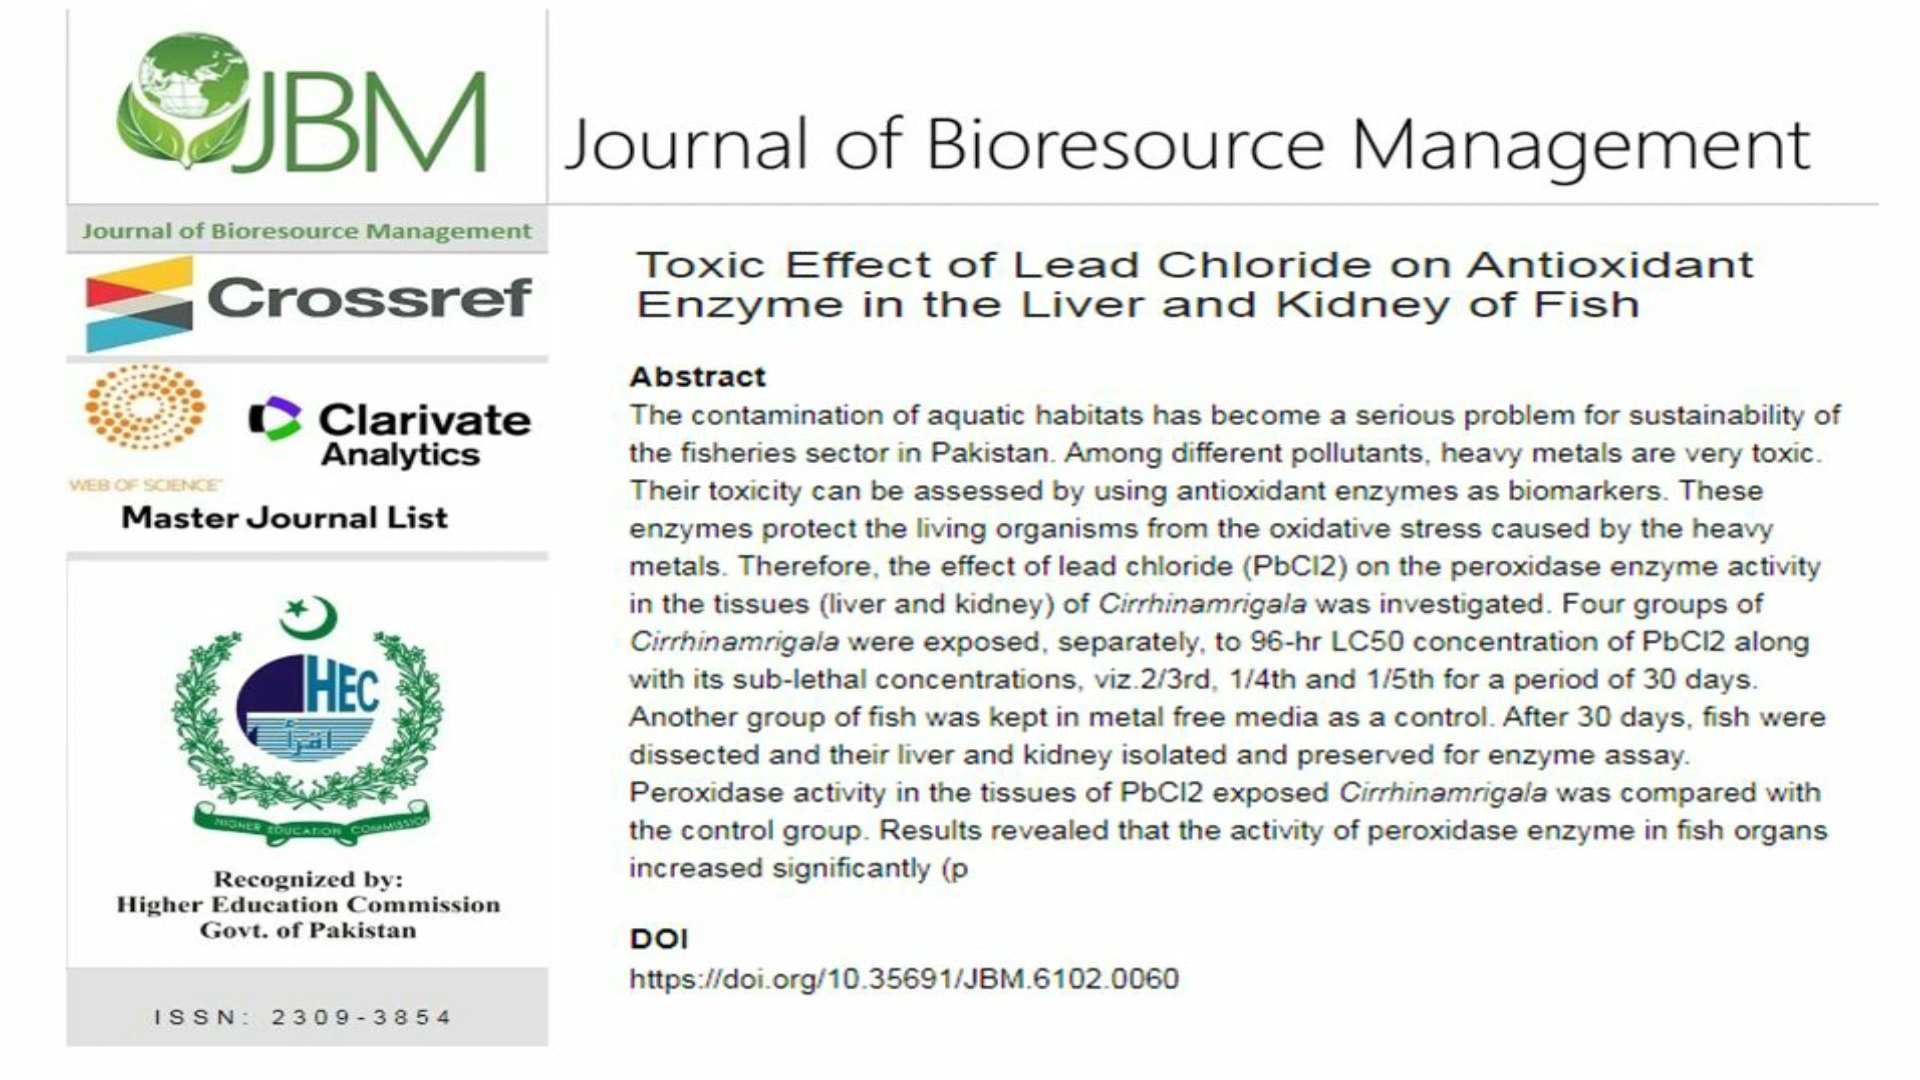 JBM
Journal of Bioresource Management
Journal of Bioresource Management
Crossref
WEB OF SCIENCE
Clarivate
Analytics
Master Journal List
HEC
اقرأ
HIGHER EDUCATION COMMISSION
Recognized by:
Higher Education Commission
Govt. of Pakistan
ISSN: 2309-3854
Toxic Effect of Lead Chloride on Antioxidant
Enzyme in the Liver and Kidney of Fish
Abstract
The contamination of aquatic habitats has become a serious problem for sustainability of
the fisheries sector in Pakistan. Among different pollutants, heavy metals are very toxic.
Their toxicity can be assessed by using antioxidant enzymes as biomarkers. These
enzymes protect the living organisms from the oxidative stress caused by the heavy
metals. Therefore, the effect of lead chloride (PbCl2) on the peroxidase enzyme activity
in the tissues (liver and kidney) of Cirrhinamrigala was investigated. Four groups of
Cirrhinamrigala were exposed, separately, to 96-hr LC50 concentration of PbCl2 along
with its sub-lethal concentrations, viz.2/3rd, 1/4th and 1/5th for a period of 30 days.
Another group of fish was kept in metal free media as a control. After 30 days, fish were
dissected and their liver and kidney isolated and preserved for enzyme assay.
Peroxidase activity in the tissues of PbCl2 exposed Cirrhinamrigala was compared with
the control group. Results revealed that the activity of peroxidase enzyme in fish organs
increased significantly (p
DOI
https://doi.org/10.35691/JBM.6102.0060